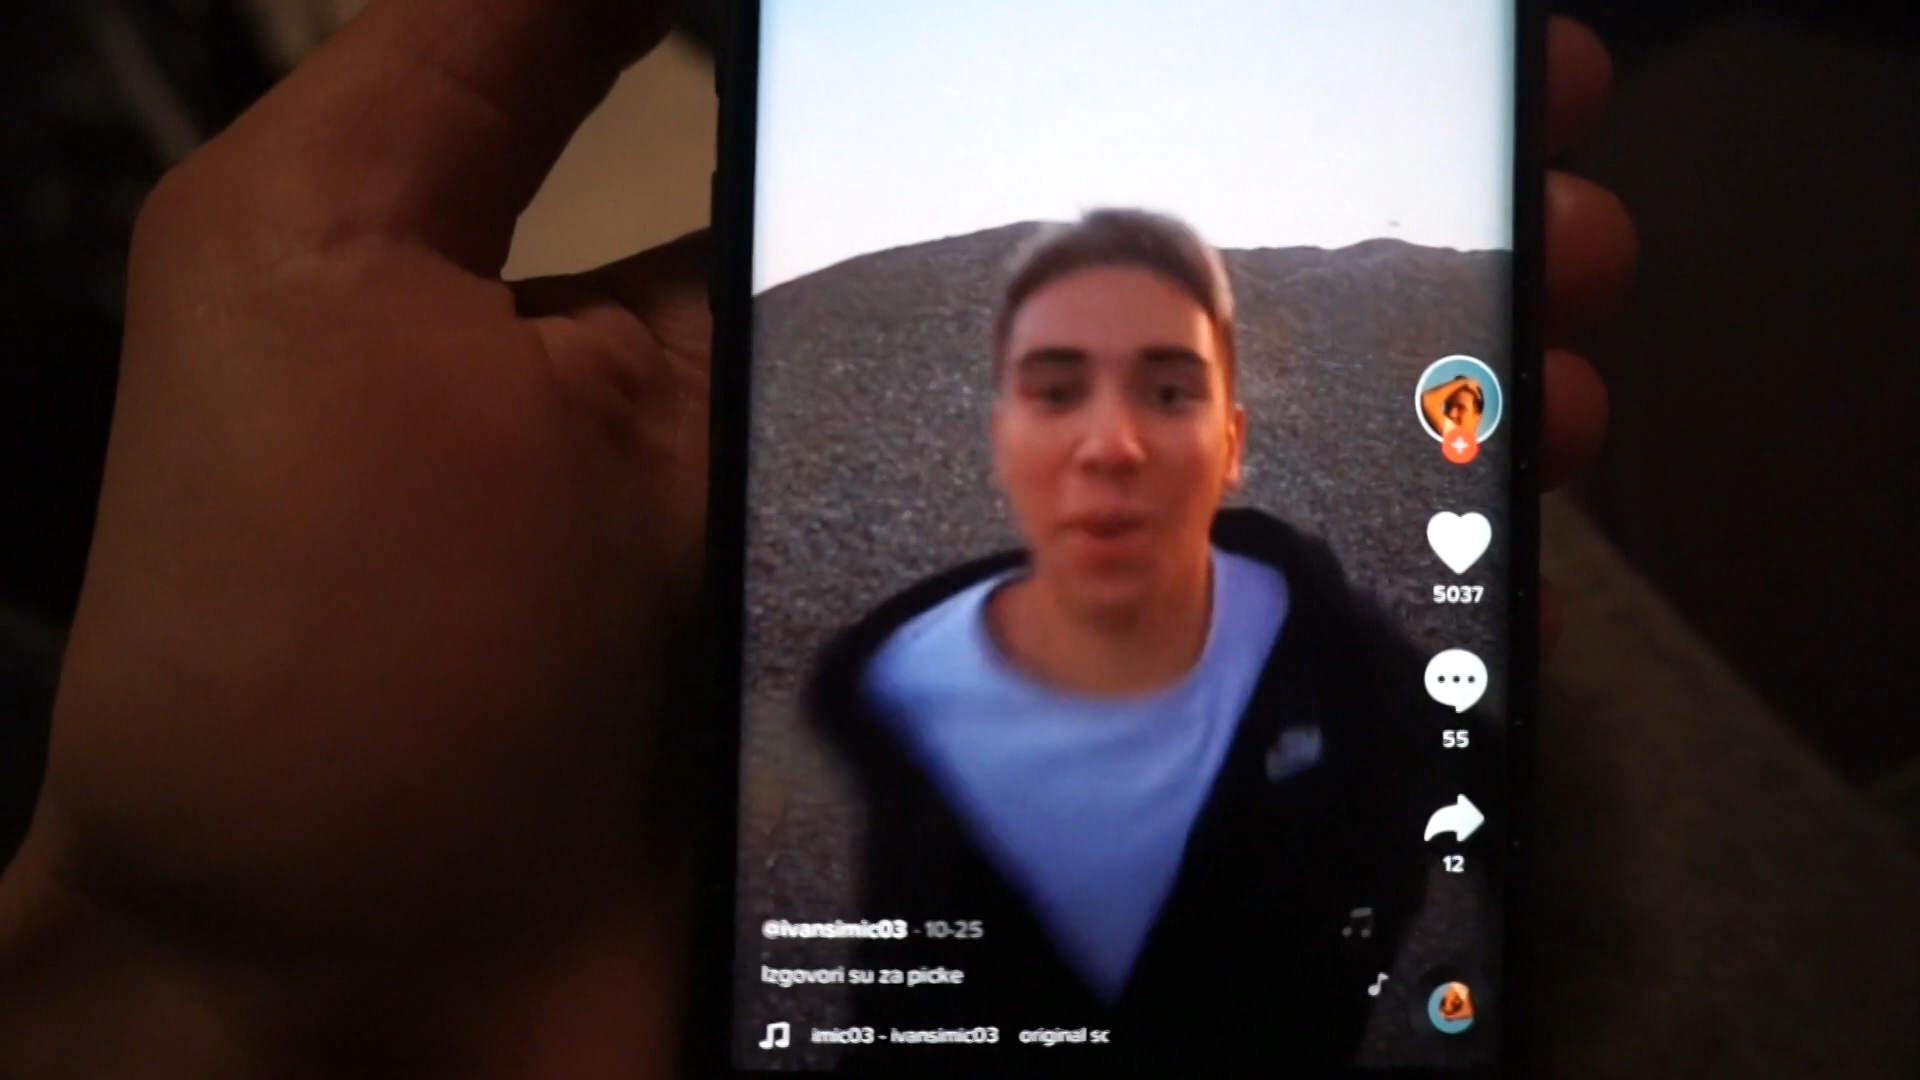 5037
55
12
@ivansimic03 · 10-25
Izgovori su za picke
imic03 - ivansimic03 original sc